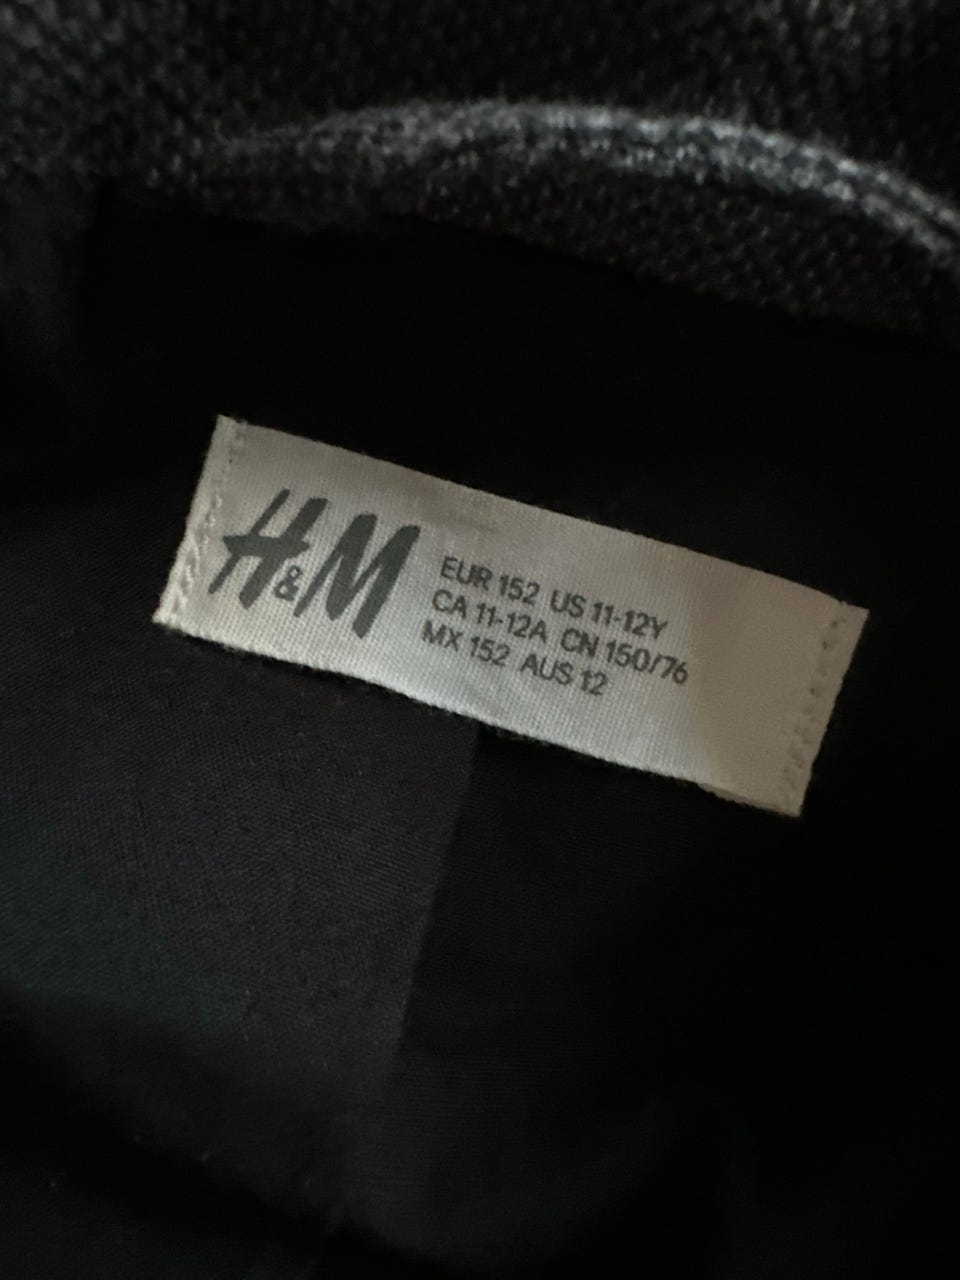 H&M
EUR 152 US 11-12Y
CA 11-12A CN 150/76
MX 152 AUS 12